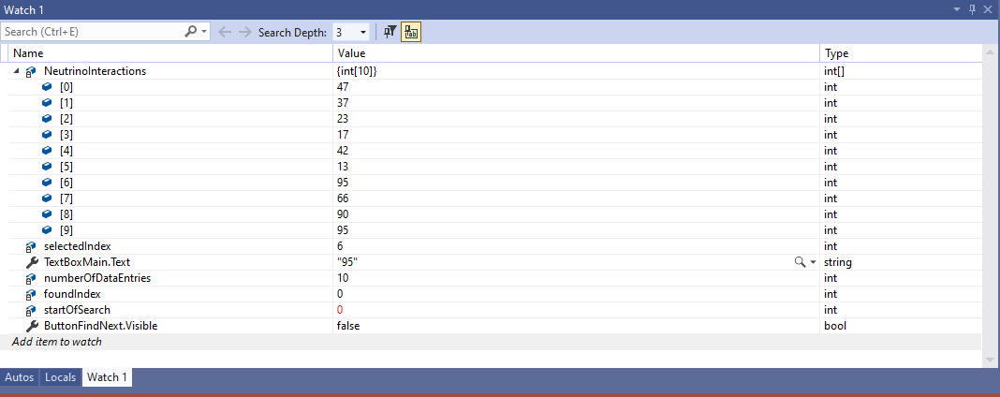 Watch 1
Search (Ctrl+E) Search Depth: 3
Name Value Type
NeutrinoInteractions {int[10]} int[]
[0] 47 int
[1] 37 int
[2] 23 int
[3] 17 int
[4] 42 int
[5] 13 int
[6] 95 int
[7] 66 int
[8] 90 int
[9] 95 int
selectedIndex 6 int
TextBoxMain.Text "95" string
numberOfDataEntries 10 int
foundIndex 0 int
startOfSearch 0 int
ButtonFindNext.Visible false bool
Add item to watch
Autos Locals Watch 1